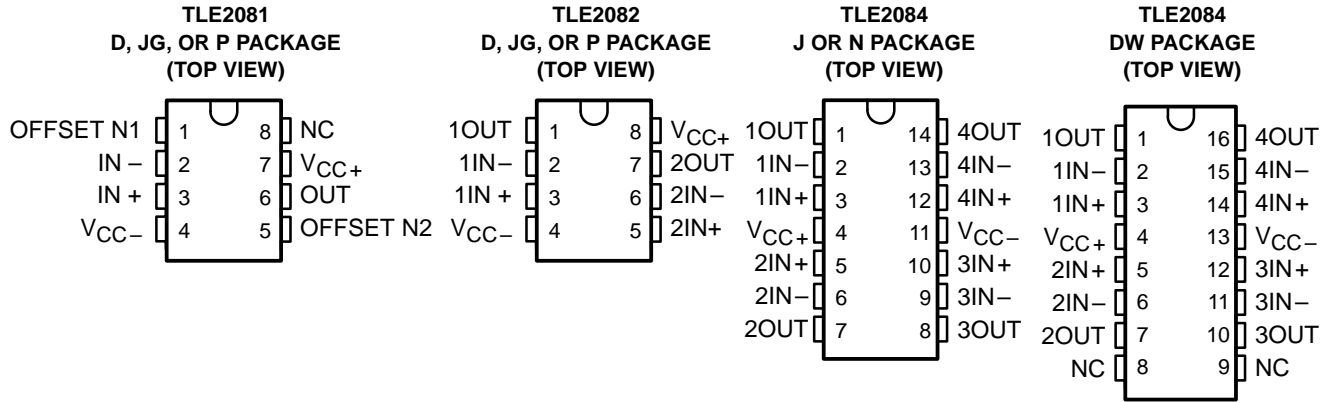 TLE2081
D, JG, OR P PACKAGE
(TOP VIEW)
OFFSET N1 1 8 NC
IN − 2 7 VCC +
IN + 3 6 OUT
VCC − 4 5 OFFSET N2
TLE2082
D, JG, OR P PACKAGE
(TOP VIEW)
1OUT 1 8 VCC+
1IN− 2 7 2OUT
1IN + 3 6 2IN−
VCC− 4 5 2IN+
TLE2084
J OR N PACKAGE
(TOP VIEW)
1OUT 1 14 4OUT
1IN− 2 13 4IN−
1IN+ 3 12 4IN+
VCC+ 4 11 VCC−
2IN+ 5 10 3IN+
2IN− 6 9 3IN−
2OUT 7 8 3OUT
TLE2084
DW PACKAGE
(TOP VIEW)
1OUT 1 16 4OUT
1IN− 2 15 4IN−
1IN+ 3 14 4IN+
VCC+ 4 13 VCC−
2IN+ 5 12 3IN+
2IN− 6 11 3IN−
2OUT 7 10 3OUT
NC 8 9 NC